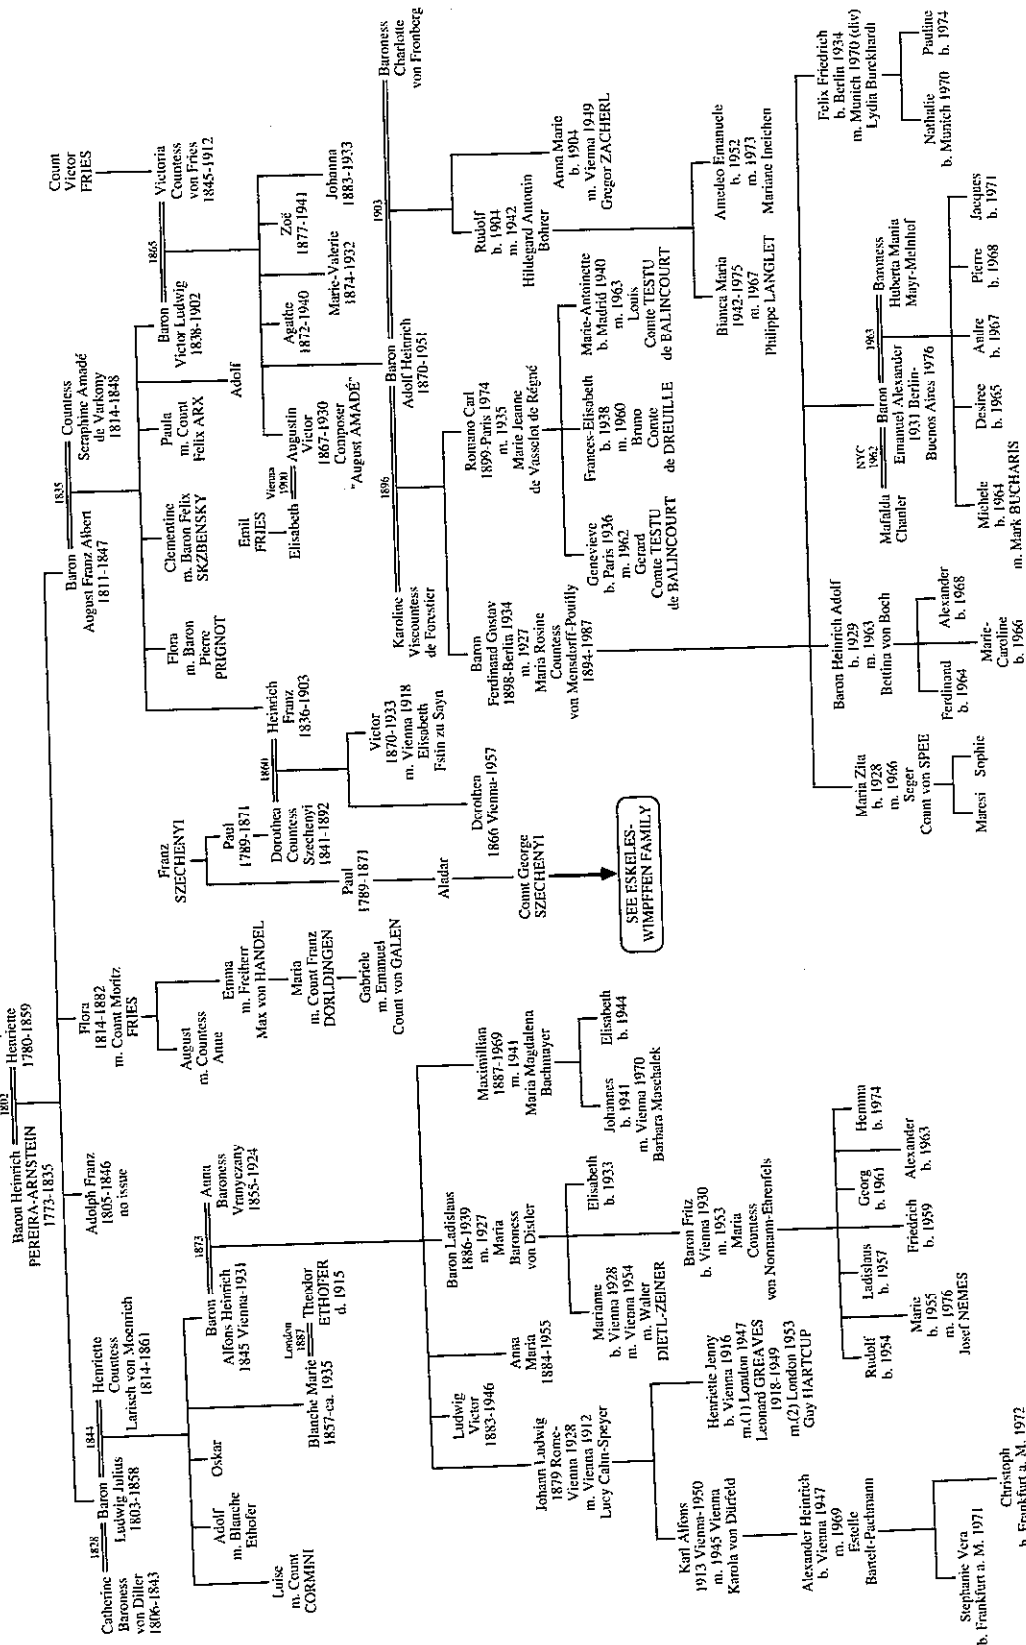 1802
Baron Heinrich
PEREIRA-ARNSTEIN
1773-1835
Henriette
1780-1859
Catherine
Baroness
von Diller
1806-1843
1828
Baron
Ludwig Julius
1803-1858
1844
Henriette
Countess
Larisch von Moenrich
1814-1861
Adolph Franz
1805-1846
no issue
Flora
1814-1882
m. Count Moritz
FRIES
Baron
August Franz Albert
1811-1847
1835
Countess
Seraphine Amadé
de Varkony
1814-1848
Count
Victor
FRIES
Luise
m. Count
CORMINI
Adolf
m. Blanche
Ethofer
Oskar
Blanche Marie
1857-ca. 1935
London
1887
Theodor
ETHOFER
d. 1915
Baron
Alfons Heinrich
1845 Vienna-1931
1873
Anna
Baroness
Vranyczany
1855-1924
August
m. Countess
Anne
Emma
m. Freiherr
Max von HANDEL
Maria
m. Count Franz
DORLDINGEN
Gabriele
m. Emanuel
Count von GALEN
Franz
SZECHENYI
Paul
1789-1871
Paul
1789-1871
Aladar
Count George
SZECHENYI
SEE ESKELES-
WIMPFFEN FAMILY
Dorothea
Countess
Szechenyi
1841-1892
1860
Heinrich
Franz
1836-1903
Flora
m. Baron
Pierre
PRIGNOT
Clementine
m. Baron Felix
SKZBENSKY
Paula
m. Count
Felix ARX
Adolf
Baron
Victor Ludwig
1838-1902
1865
Victoria
Countess
von Fries
1845-1912
Dorothea
1866 Vienna-1957
Victor
1870-1933
m. Vienna 1918
Elisabeth
Fstin zu Sayn
Emil
FRIES
Elisabeth
Vienna
1900
Augustin
Victor
1867-1930
Composer
"August AMADÉ"
Agathe
1872-1940
Marie-Valerie
1874-1932
Zoë
1877-1941
Johanna
1883-1933
Karoline
Viscountess
de Forestier
1896
Baron
Adolf Heinrich
1870-1951
1903
Baroness
Charlotte
von Fronberg
Johann Ludwig
1879 Rome-
Vienna 1928
m. Vienna 1912
Lucy Cahn-Speyer
Ludwig
Victor
1883-1946
Anna
Maria
1884-1955
Baron Ladislaus
1886-1939
m. 1927
Maria
Baroness
von Distler
Maximillian
1887-1969
m. 1941
Maria Magdalena
Bachmayer
Baron
Ferdinand Gustav
1898-Berlin 1934
m. 1927
Maria Rosine
Countess
von Mensdorff-Pouilly
1894-1987
Romano Carl
1899-Paris 1974
m. 1935
Marie Jeanne
de Vasselot de Régné
Rudolf
b. 1904
m. 1942
Hildegard Antonin
Bohrer
Anna Marie
b. 1904
m. Vienna 1949
Gregor ZACHERL
Karl Alfons
1913 Vienna-1950
m. 1945 Vienna
Karola von Dürfeld
Henriette Jenny
b. Vienna 1916
m.(1) London 1947
Leonard GREAVES
1918-1949
m.(2) London 1953
Guy HARTCUP
Marianne
b. Vienna 1928
m. Vienna 1954
m. Walter
DIETL-ZEINER
Baron Fritz
b. Vienna 1930
m. 1953
Maria
Countess
von Normann-Ehrenfels
Elisabeth
b. 1933
Johannes
b. 1941
m. Vienna 1970
Barbara Maschalek
Elisabeth
b. 1944
Genevieve
b. Paris 1936
m. 1962
Gerard
Comte TESTU
de BALINCOURT
Frances-Elisabeth
b. 1938
m. 1960
Bruno
Comte
de DREUILLE
Marie-Antoinette
b. Madrid 1940
m. 1963
Louis
Comte TESTU
de BALINCOURT
Bianca Maria
1942-1975
m. 1967
Philippe LANGLET
Amedeo Emanuele
b. 1952
m. 1973
Mariane Ineichen
Alexander Heinrich
b. Vienna 1947
m. 1969
Estelle
Bartelt-Pachmann
Rudolf
b. 1954
Marie
b. 1955
m. 1976
Josef NEMES
Ladislaus
b. 1957
Friedrich
b. 1959
Georg
b. 1961
Alexander
b. 1963
Hemma
b. 1974
Maria Zita
b. 1928
m. 1966
Seger
Count von SPEE
Baron Heinrich Adolf
b. 1929
m. 1963
Bettina von Boch
Mafalda
Chanler
NYC
1962
Baron
Emanuel Alexander
1931 Berlin-
Buenos Aires 1976
1963
Baroness
Huberta Mania
Mayr-Melnhof
Felix Friedrich
b. Berlin 1934
m. Munich 1970 (div)
Lydia Burckhardt
Stephanie Vera
b. Frankfurt a. M. 1971
Christoph
b. Frankfurt a. M. 1972
Maresi
Sophie
Ferdinand
b. 1964
Marie-
Caroline
b. 1966
Alexander
b. 1968
Michele
b. 1964
m. Mark BUCHARIS
Desiree
b. 1965
Andre
b. 1967
Pierre
b. 1968
Jacques
b. 1971
Nathalie
b. Munich 1970
Pauline
b. 1974